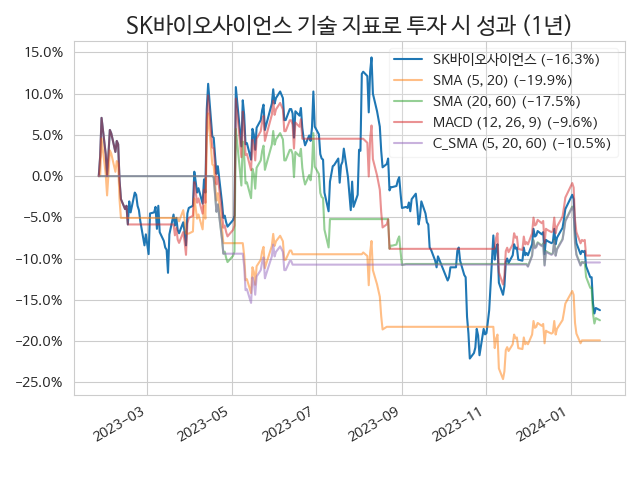 SK바이오사이언스 기술 지표로 투자 시 성과 (1년)
15.0%
10.0%
5.0%
0.0%
−5.0%
−10.0%
−15.0%
−20.0%
−25.0%
SK바이오사이언스 (−16.3%)
SMA (5, 20) (−19.9%)
SMA (20, 60) (−17.5%)
MACD (12, 26, 9) (−9.6%)
C_SMA (5, 20, 60) (−10.5%)
2023−03
2023−05
2023−07
2023−09
2023−11
2024−01